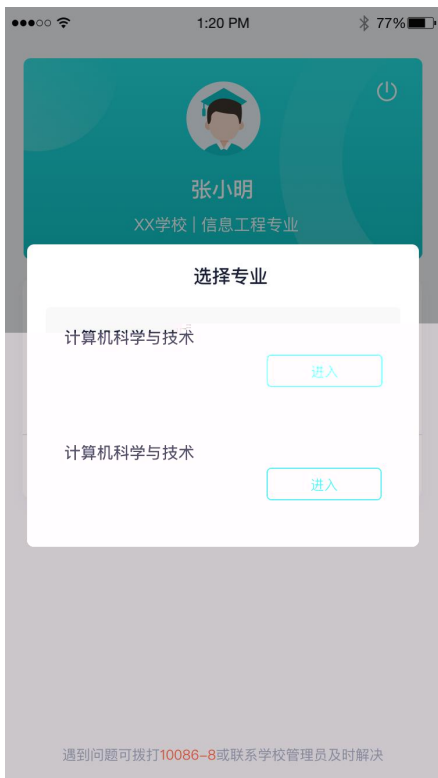 1:20 PM
77%
张小明
XX学校 | 信息工程专业
选择专业
计算机科学与技术
进入
计算机科学与技术
进入
遇到问题可拨打10086-8或联系学校管理员及时解决